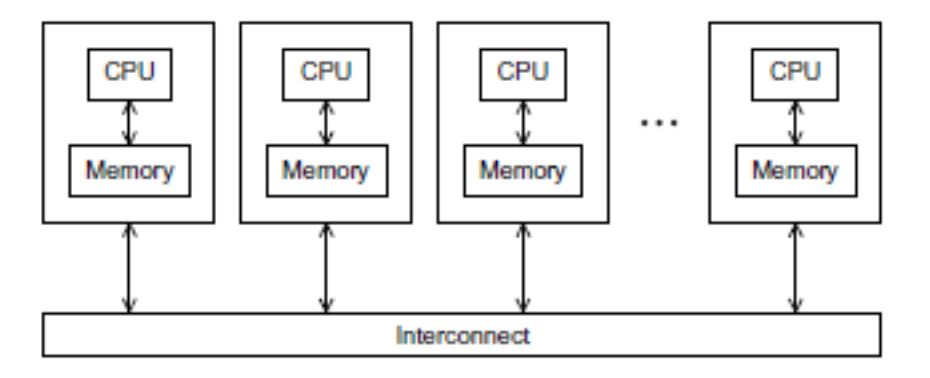 CPU CPU CPU CPU
...
Memory Memory Memory Memory
Interconnect